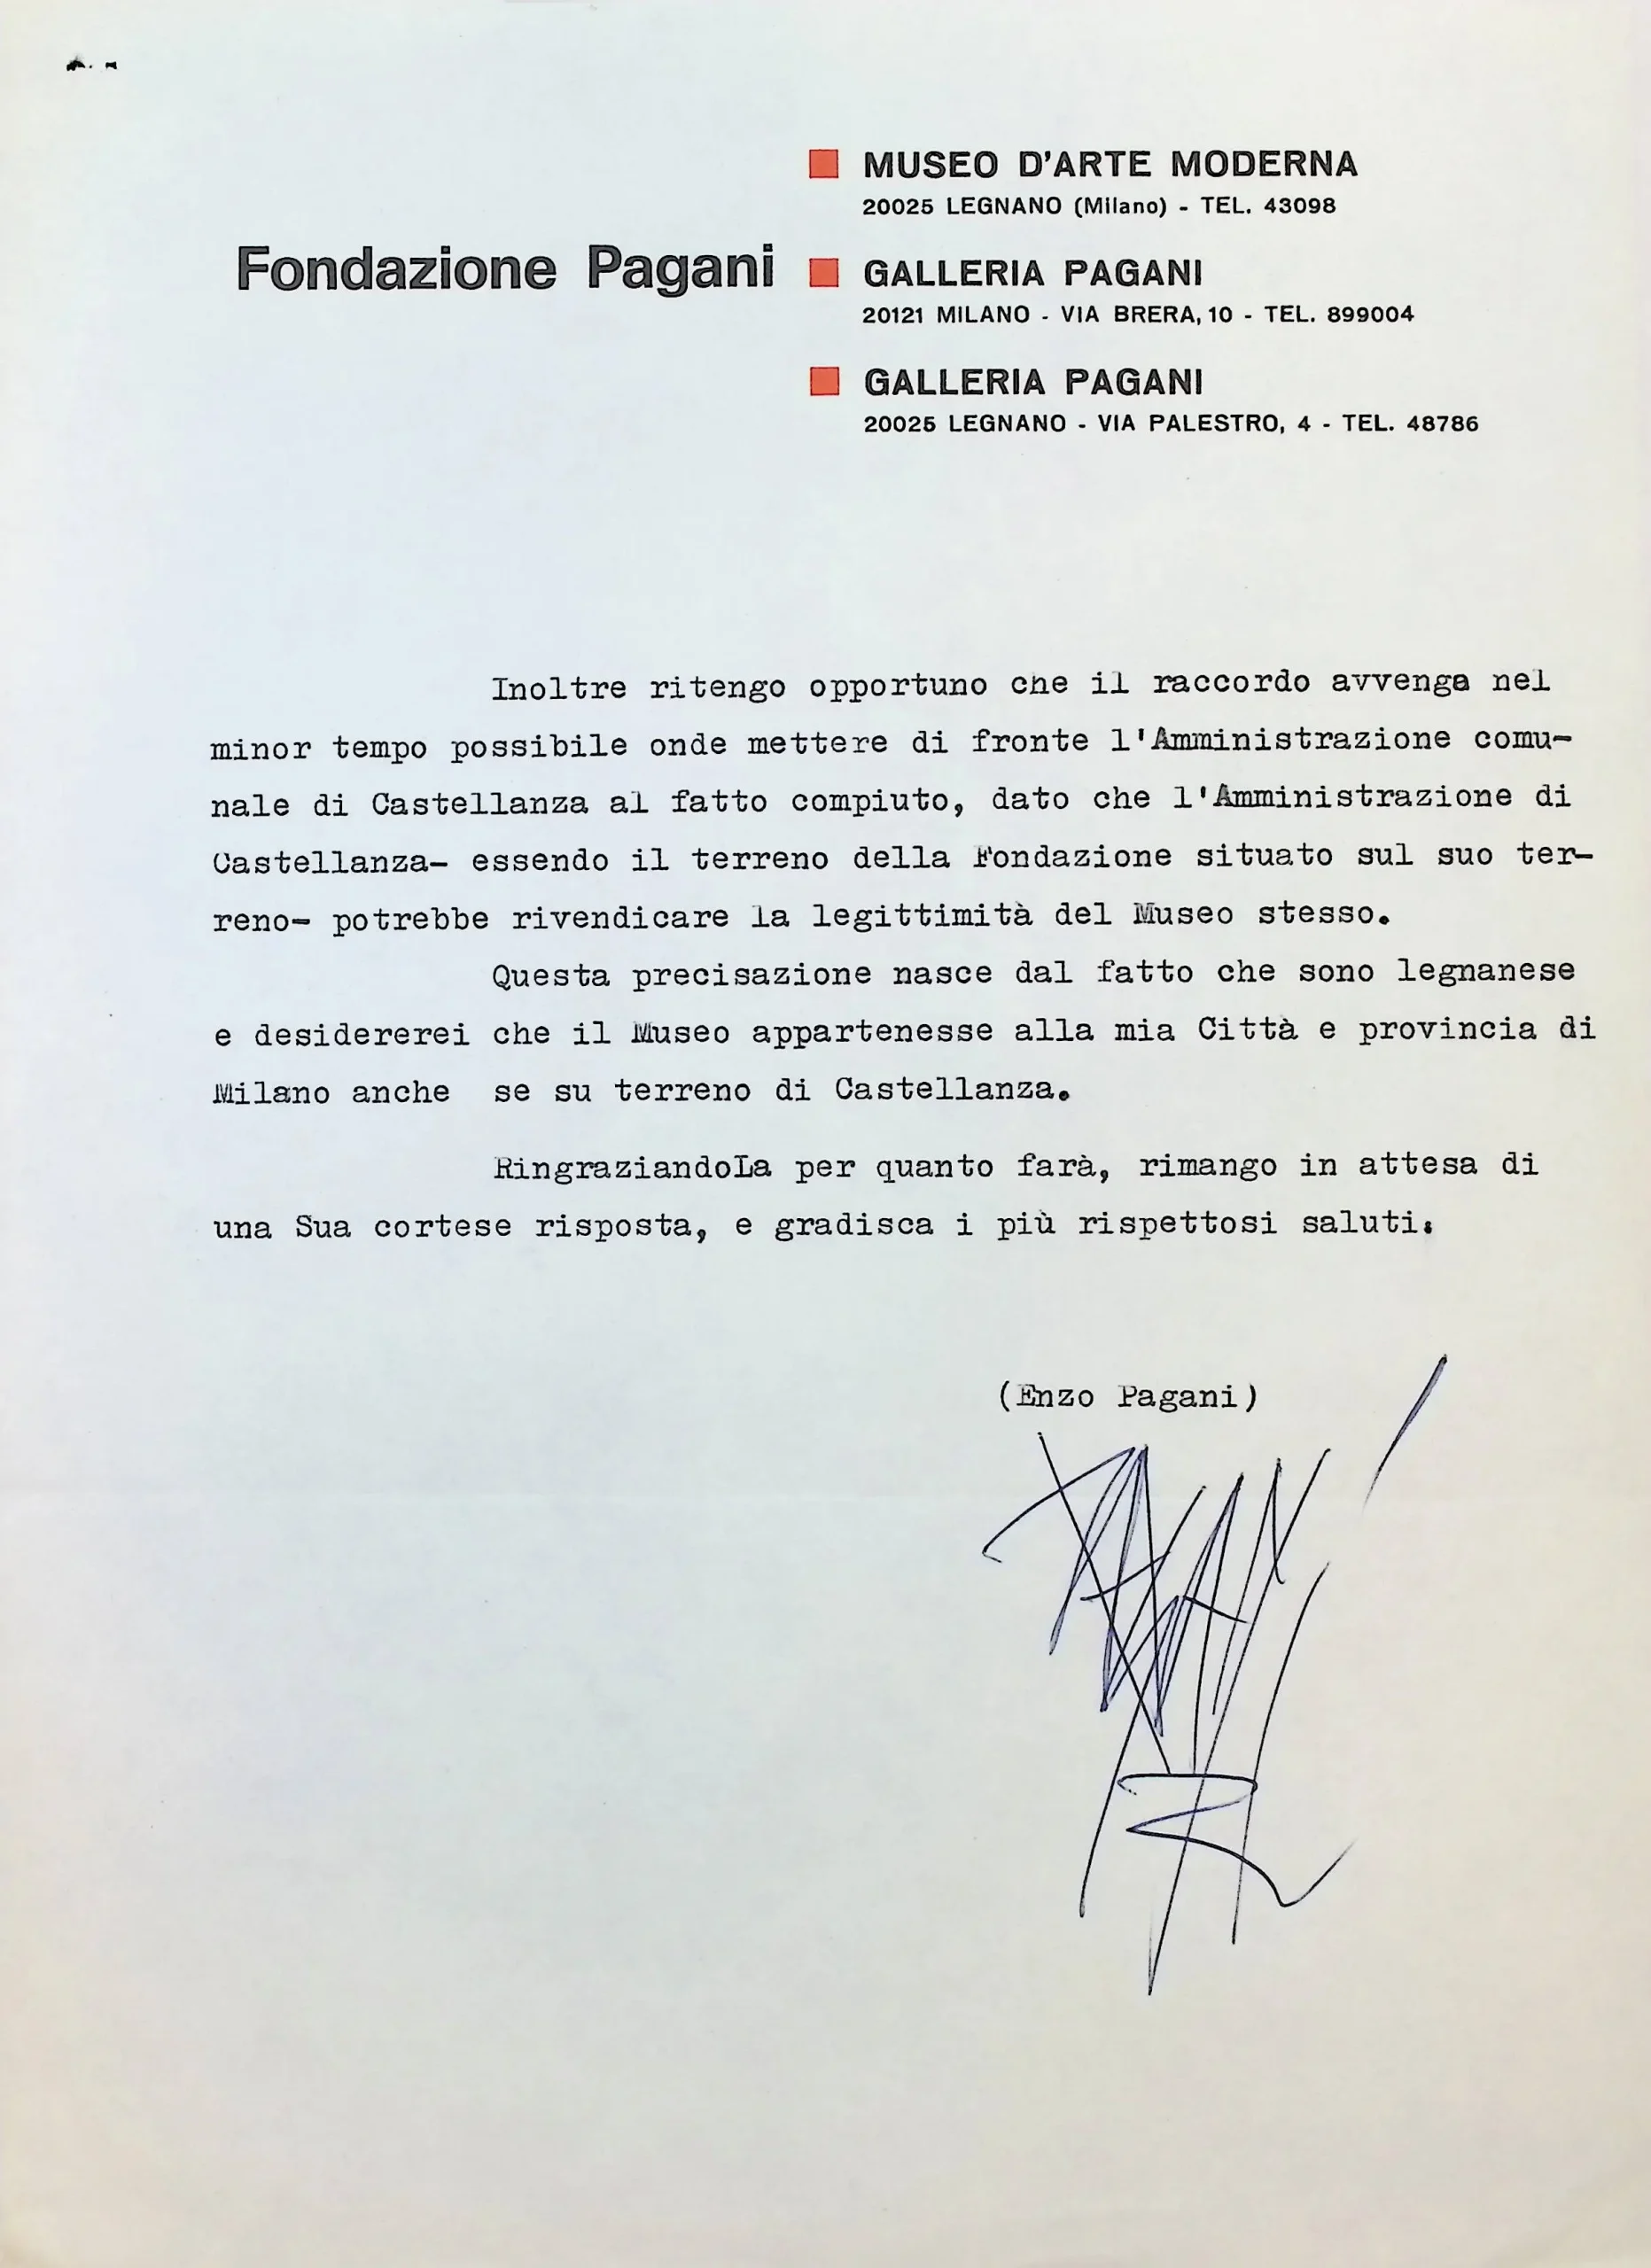 MUSEO D'ARTE MODERNA
20025 LEGNANO (Milano) - TEL. 43098
Fondazione Pagani
GALLERIA PAGANI
20121 MILANO - VIA BRERA, 10 - TEL. 899004
GALLERIA PAGANI
20025 LEGNANO - VIA PALESTRO, 4 - TEL. 48786
Inoltre ritengo opportuno che il raccordo avvenga nel
minor tempo possibile onde mettere di fronte l'Amministrazione comu-
nale di Castellanza al fatto compiuto, dato che l'Amministrazione di
Castellanza- essendo il terreno della Fondazione situato sul suo ter-
reno- potrebbe rivendicare la legittimità del Museo stesso.
Questa precisazione nasce dal fatto che sono legnanese
e desidererei che il Museo appartenesse alla mia Città e provincia di
Milano anche se su terreno di Castellanza.
RingraziandoLa per quanto farà, rimango in attesa di
una Sua cortese risposta, e gradisca i più rispettosi saluti.
(Enzo Pagani)